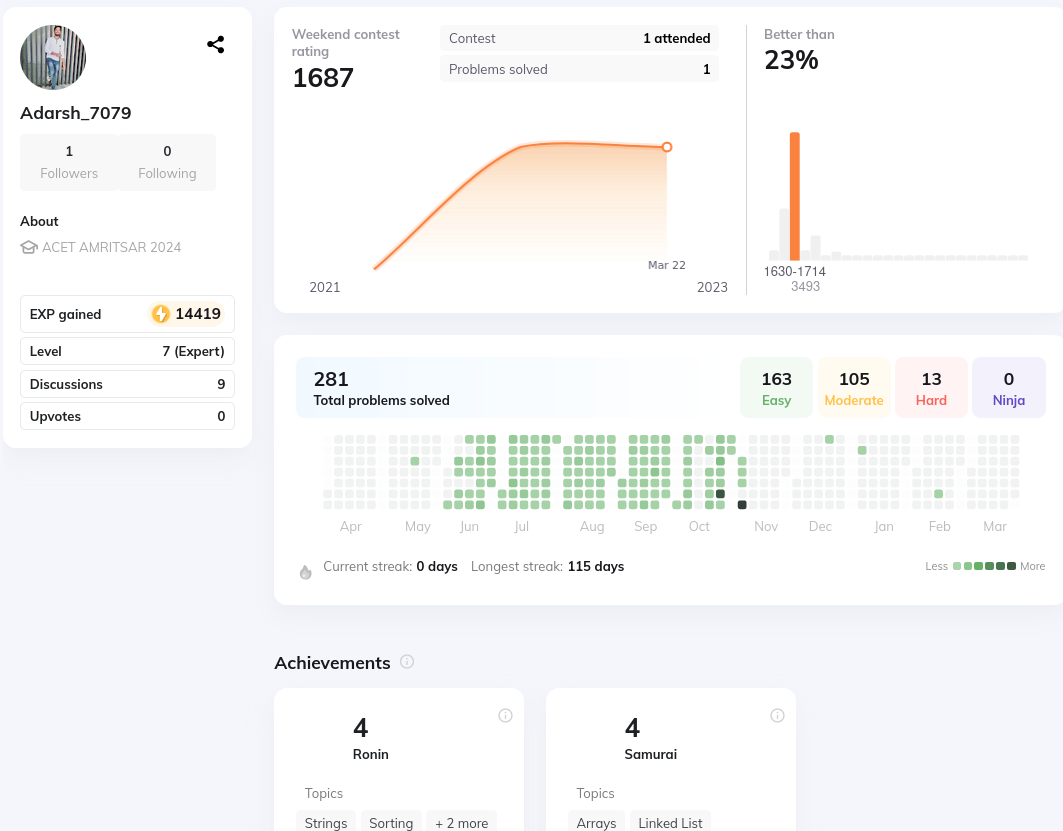 Adarsh_7079
1
Followers
0
Following
About
ACET AMRITSAR 2024
EXP gained 14419
Level 7 (Expert)
Discussions 9
Upvotes 0
Weekend contest
rating
1687
Contest 1 attended
Problems solved 1
Mar 22
2021 2023
Better than
23%
1630-1714
3493
281
Total problems solved
163
Easy
105
Moderate
13
Hard
0
Ninja
Apr May Jun Jul Aug Sep Oct Nov Dec Jan Feb Mar
Current streak: 0 days Longest streak: 115 days
Less More
Achievements
4
Ronin
Topics
Strings Sorting + 2 more
4
Samurai
Topics
Arrays Linked List